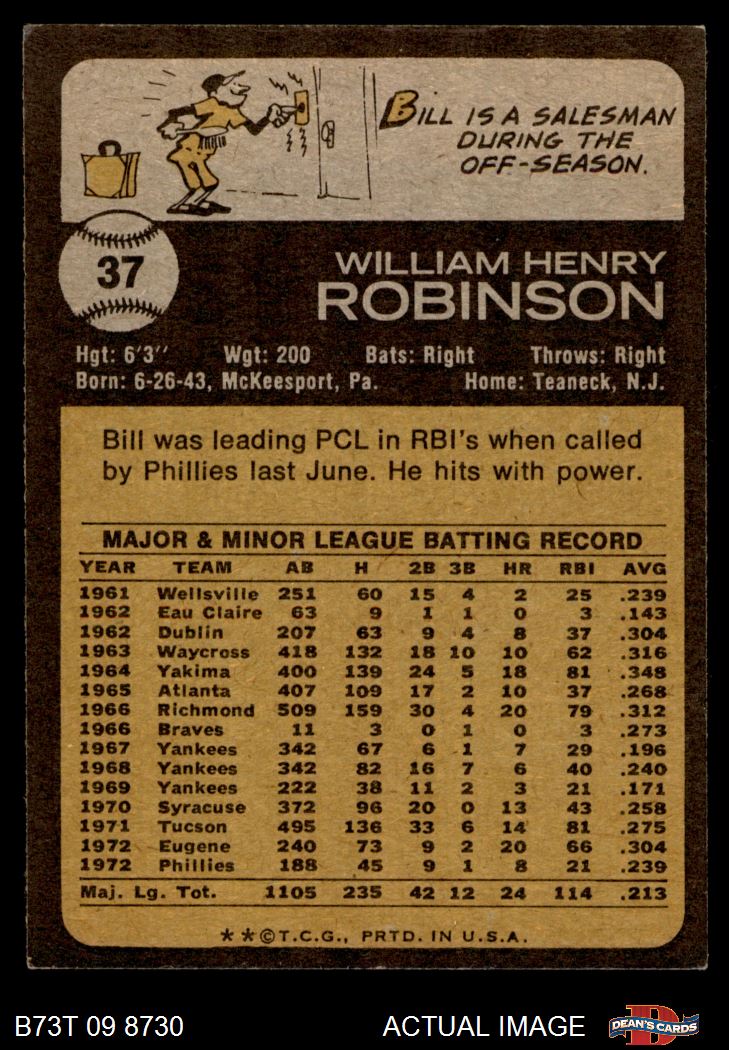 BILL IS A SALESMAN
DURING THE
OFF-SEASON.
37
WILLIAM HENRY
ROBINSON
Hgt: 6'3" Wgt: 200 Bats: Right Throws: Right
Born: 6-26-43, McKeesport, Pa. Home: Teaneck, N.J.
Bill was leading PCL in RBI's when called
by Phillies last June. He hits with power.
MAJOR & MINOR LEAGUE BATTING RECORD
YEAR TEAM AB H 2B 3B HR RBI AVG
1961 Wellsville 251 60 15 4 2 25 .239
1962 Eau Claire 63 9 1 1 0 3 .143
1962 Dublin 207 63 9 4 8 37 .304
1963 Waycross 418 132 18 10 10 62 .316
1964 Yakima 400 139 24 5 18 81 .348
1965 Atlanta 407 109 17 2 10 37 .268
1966 Richmond 509 159 30 4 20 79 .312
1966 Braves 11 3 0 1 0 3 .273
1967 Yankees 342 67 6 1 7 29 .196
1968 Yankees 342 82 16 7 6 40 .240
1969 Yankees 222 38 11 2 3 21 .171
1970 Syracuse 372 96 20 0 13 43 .258
1971 Tucson 495 136 33 6 14 81 .275
1972 Eugene 240 73 9 2 20 66 .304
1972 Phillies 188 45 9 1 8 21 .239
Maj. Lg. Tot. 1105 235 42 12 24 114 .213
* * © T.C.G., PRTD. IN U.S.A.
B73T 09 8730 ACTUAL IMAGE DEAN'S CARDS